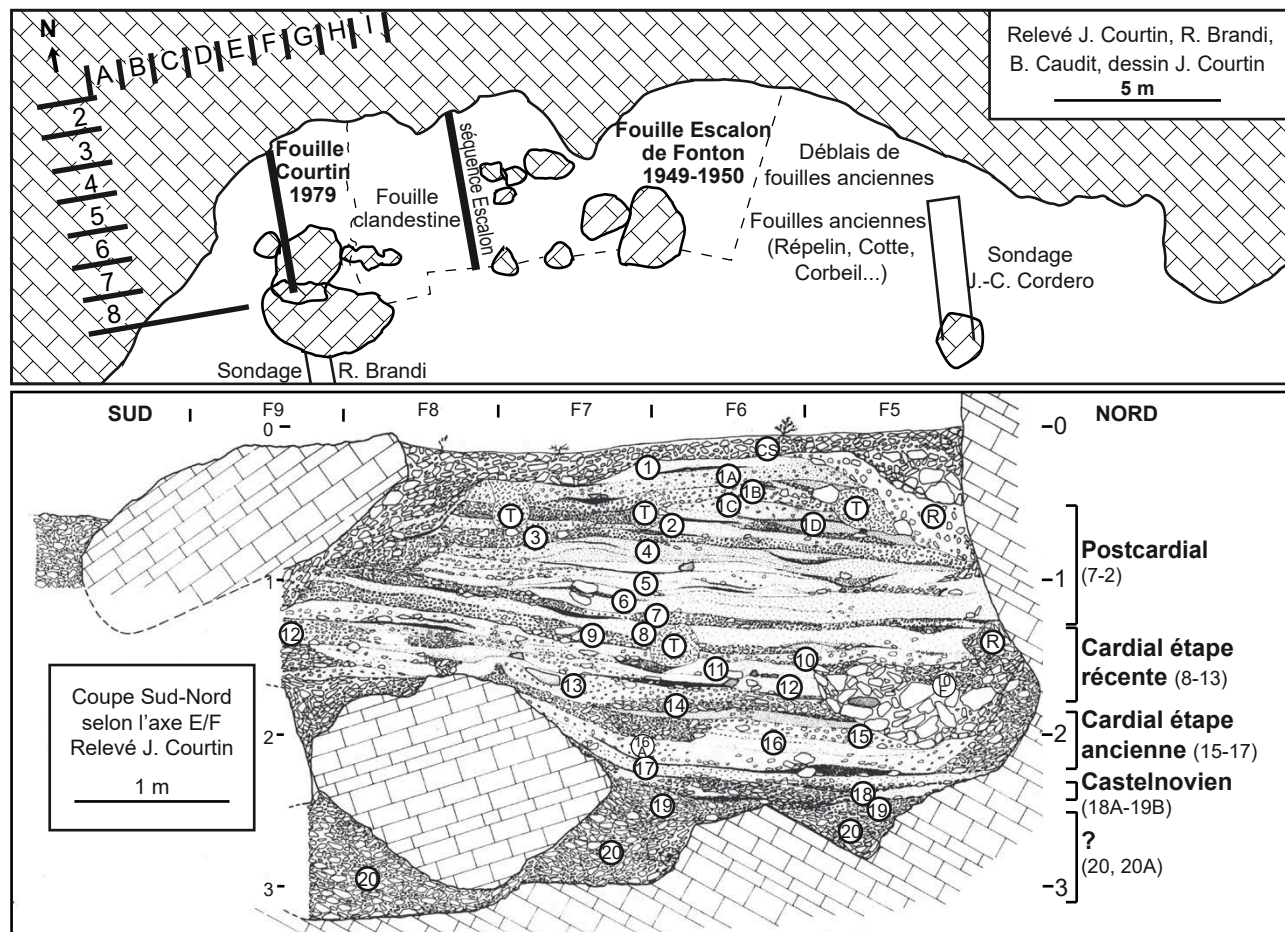 N
A B C D E F G H I
2
3
4
5
6
7
8
Fouille
Courtin
1979
Fouille
clandestine
séquence Escalon
Fouille Escalon
de Fonton
1949-1950
Déblais de
fouilles anciennes
Fouilles anciennes
(Répelin, Cotte,
Corbeil...)
Sondage
J.-C. Cordero
Sondage R. Brandi
Relevé J. Courtin, R. Brandi,
B. Caudit, dessin J. Courtin
5 m
SUD F9 F8 F7 F6 F5 NORD
0
1
2
3
0
1
2
3
CS
1
1A
1B
1C
1D
T
T
T
R
2
3
4
5
6
7
8
9
T
R
10
11
12
12
13
10
F
14
15
16
16
A
17
18
19
19
20
20
20
Postcardial
(7-2)
Cardial étape
récente (8-13)
Cardial étape
ancienne (15-17)
Castelnovien
(18A-19B)
?
(20, 20A)
Coupe Sud-Nord
selon l'axe E/F
Relevé J. Courtin
1 m